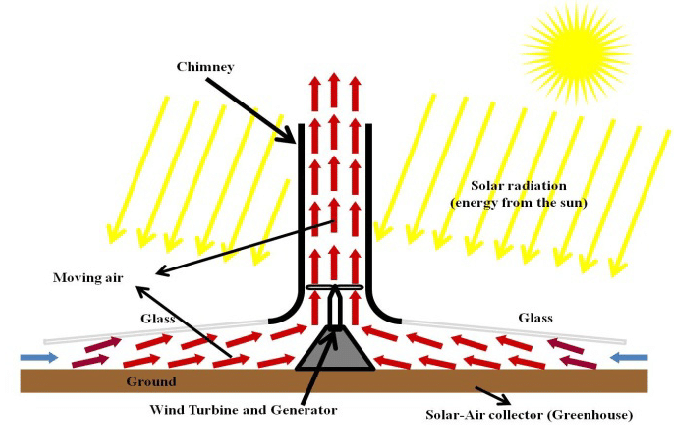 Chimney
Solar radiation
(energy from the sun)
Moving air
Glass
Glass
Ground
Wind Turbine and Generator
Solar-Air collector (Greenhouse)